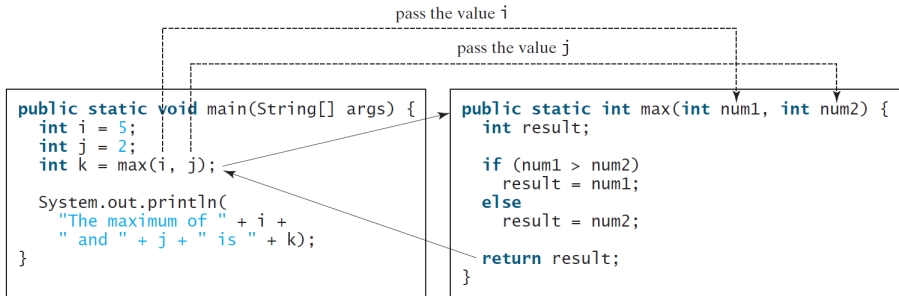 pass the value i
pass the value j
public static void main(String[] args) {
  int i = 5;
  int j = 2;
  int k = max(i, j);

  System.out.println(
    "The maximum of " + i +
    " and " + j + " is " + k);
}
public static int max(int num1, int num2) {
  int result;

  if (num1 > num2)
    result = num1;
  else
    result = num2;

  return result;
}